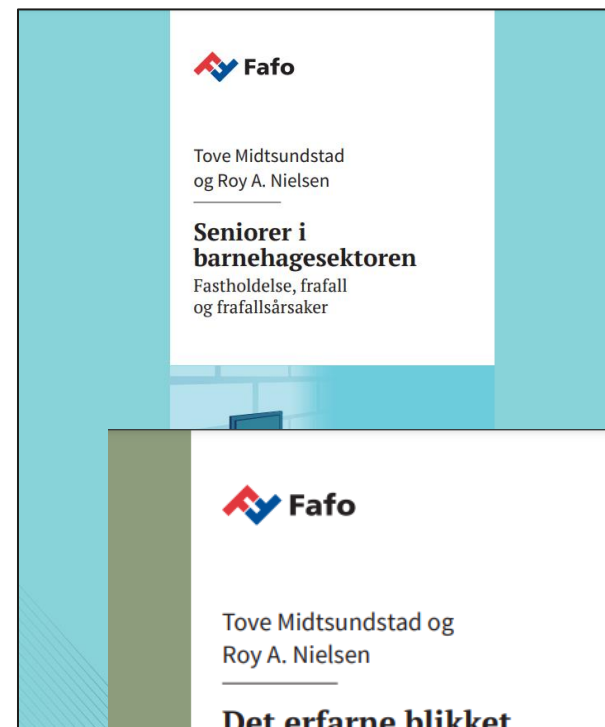 Fafo
Tove Midtsundstad
og Roy A. Nielsen
Seniorer i
barnehagesektoren
Fastholdelse, frafall
og frafallsårsaker
Fafo
Tove Midtsundstad og
Roy A. Nielsen
Det erfarne blikket